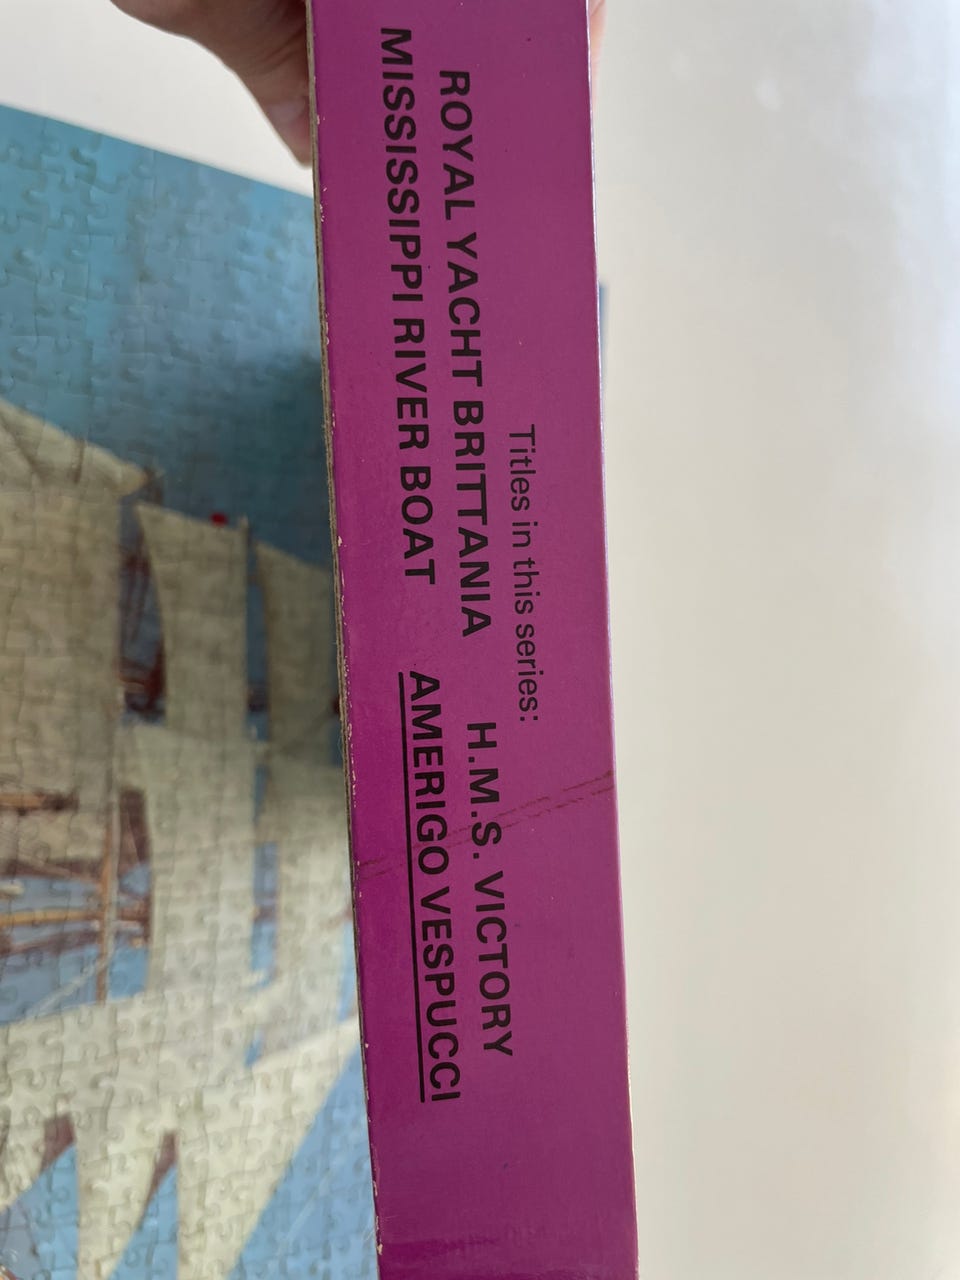 Titles in this series:
ROYAL YACHT BRITTANIA H.M.S. VICTORY
MISSISSIPPI RIVER BOAT AMERIGO VESPUCCI